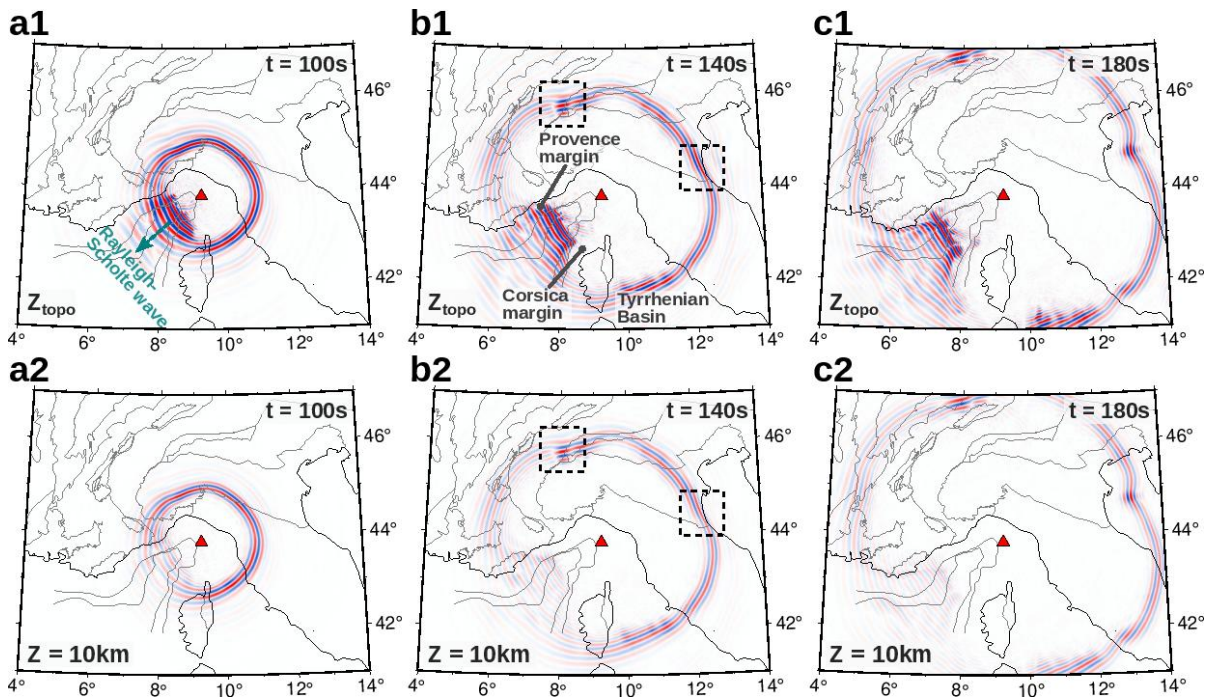 a1
b1
c1
t = 100s
t = 140s
t = 180s
46°
46°
46°
Provence
margin
44°
44°
44°
Rayleigh-
Scholte wave
42°
42°
42°
Corsica
margin
Tyrrhenian
Basin
Ztopo
Ztopo
Ztopo
4° 6° 8° 10° 12° 14°
4° 6° 8° 10° 12° 14°
4° 6° 8° 10° 12° 14°
a2
b2
c2
t = 100s
t = 140s
t = 180s
46°
46°
46°
44°
44°
44°
42°
42°
42°
Z = 10km
Z = 10km
Z = 10km
4° 6° 8° 10° 12° 14°
4° 6° 8° 10° 12° 14°
4° 6° 8° 10° 12° 14°